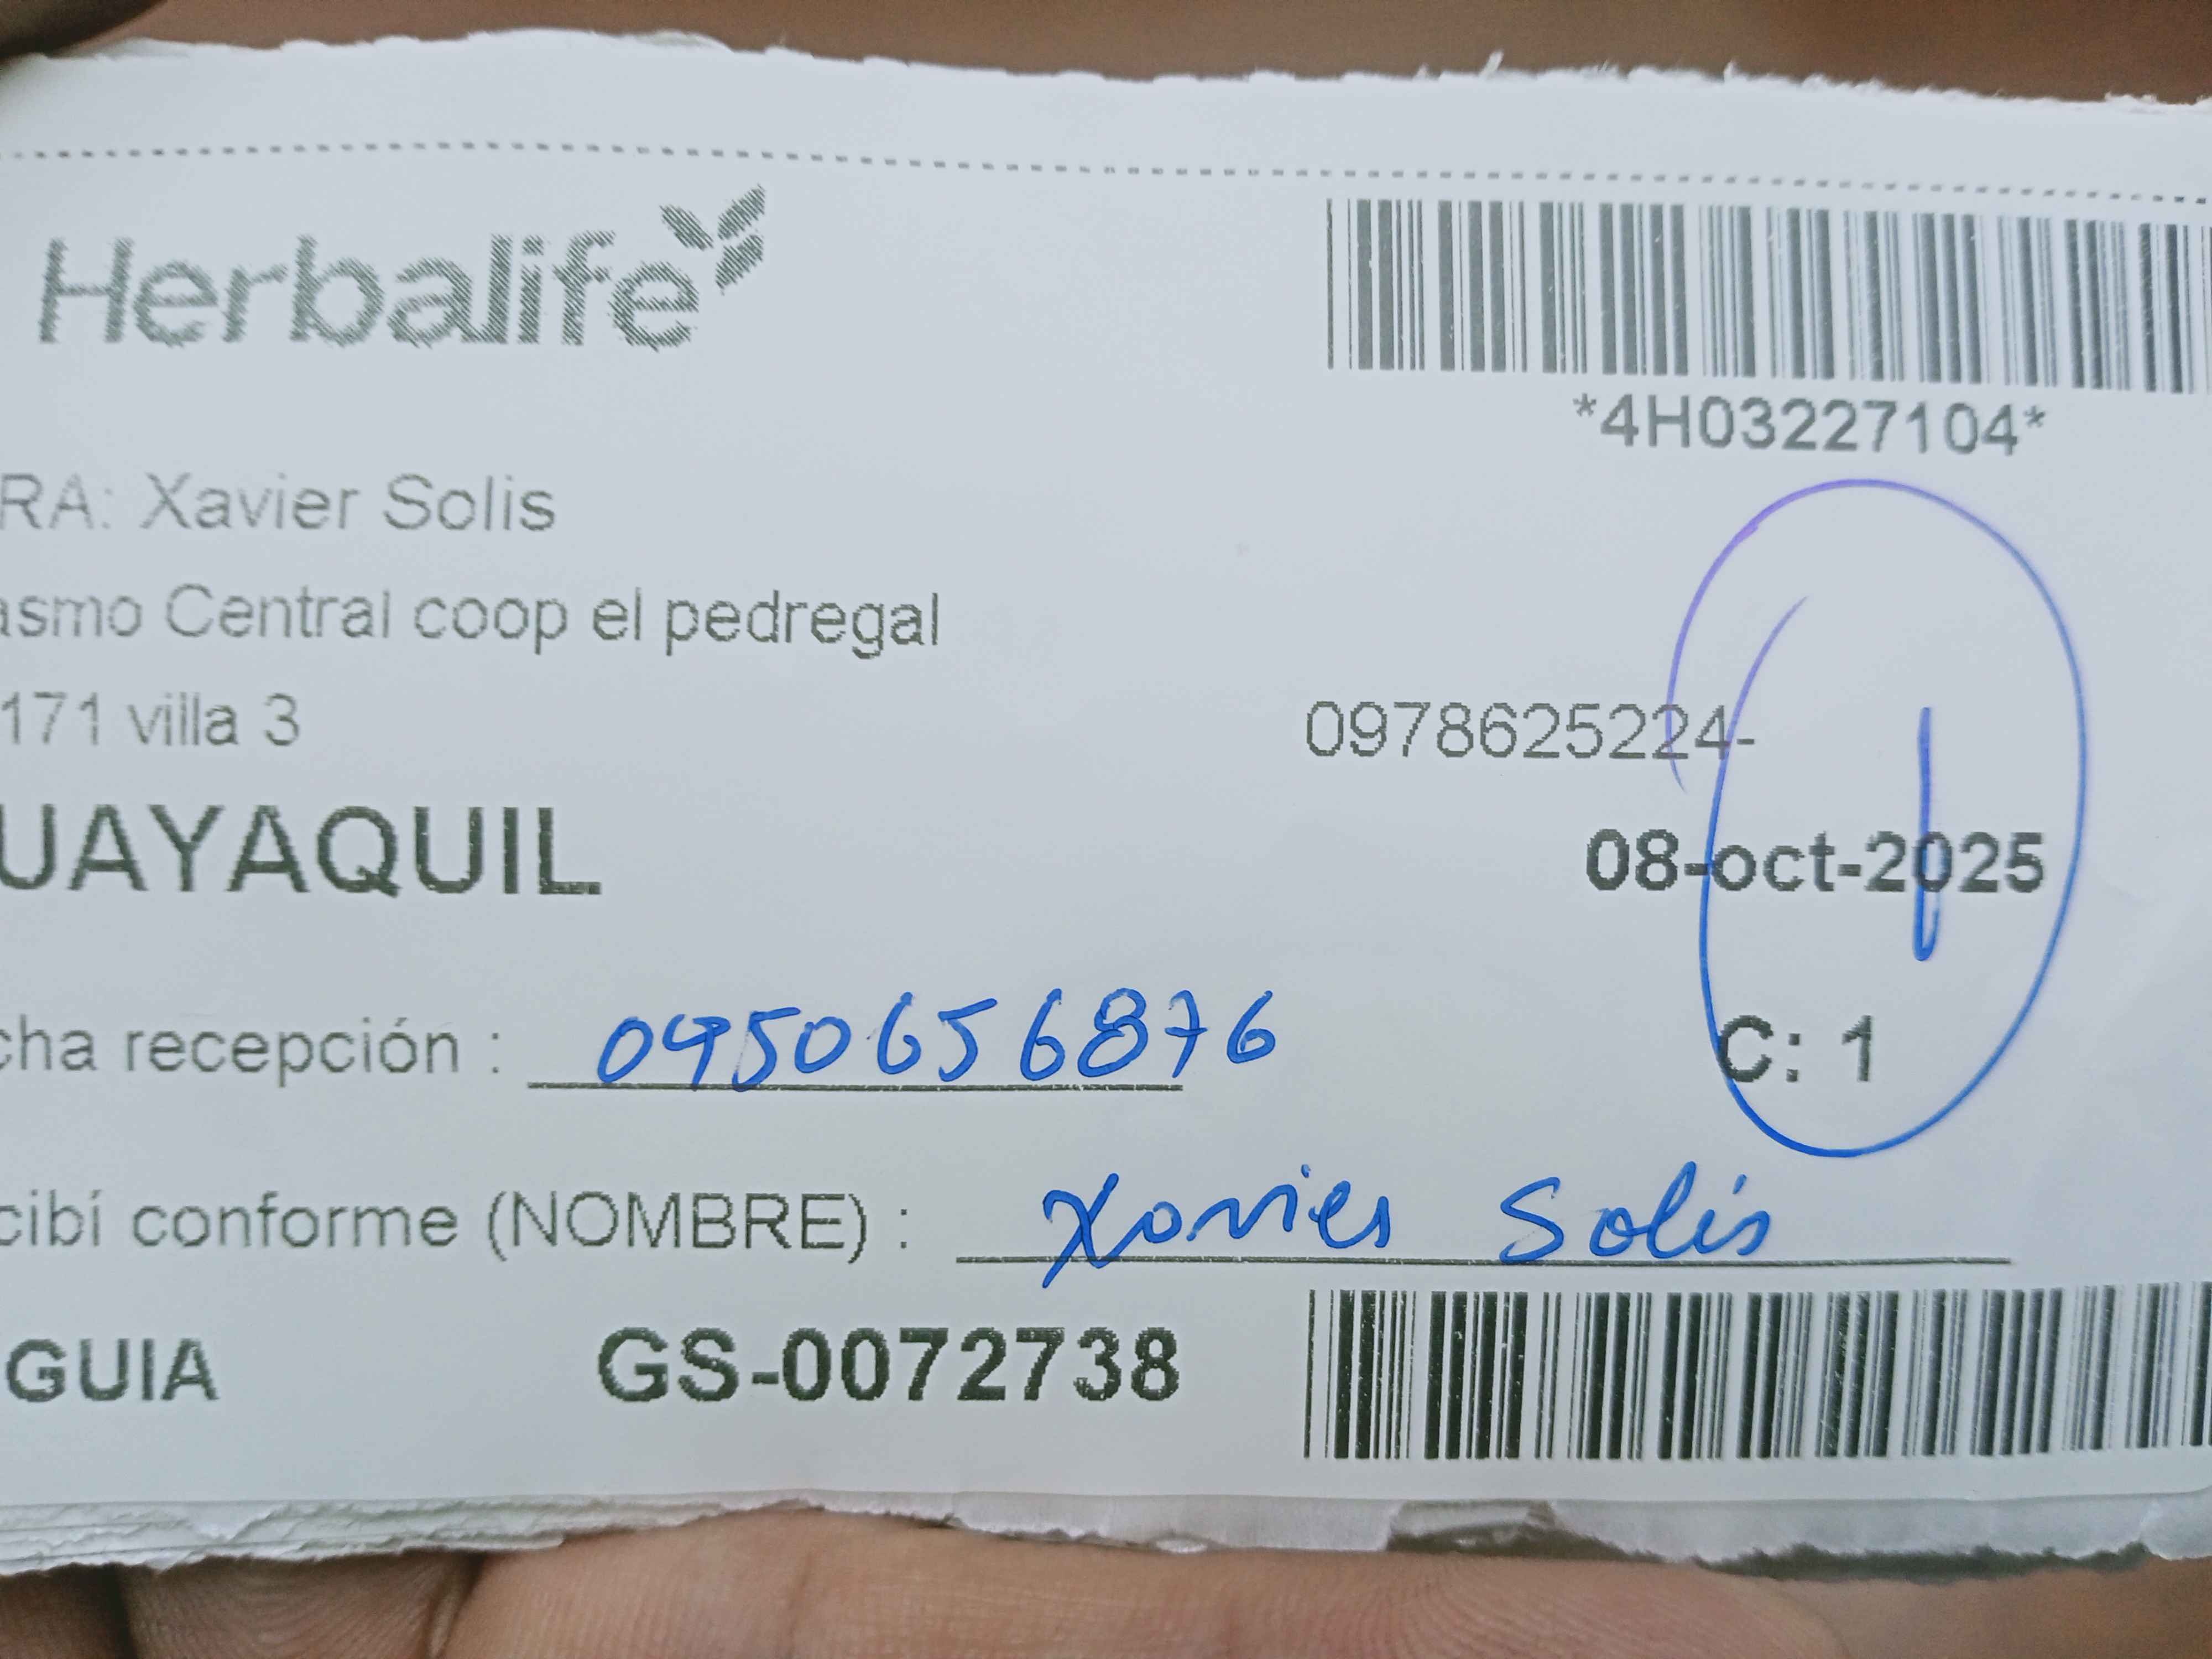 Herbalife
*4H03227104*
RA: Xavier Solis
asmo Central coop el pedregal
171 villa 3
0978625224-
UAYAQUIL
08-oct-2025
C: 1
1
cha recepción : 0950656876
cibí conforme (NOMBRE) : Xavier Solis
GUIA GS-0072738